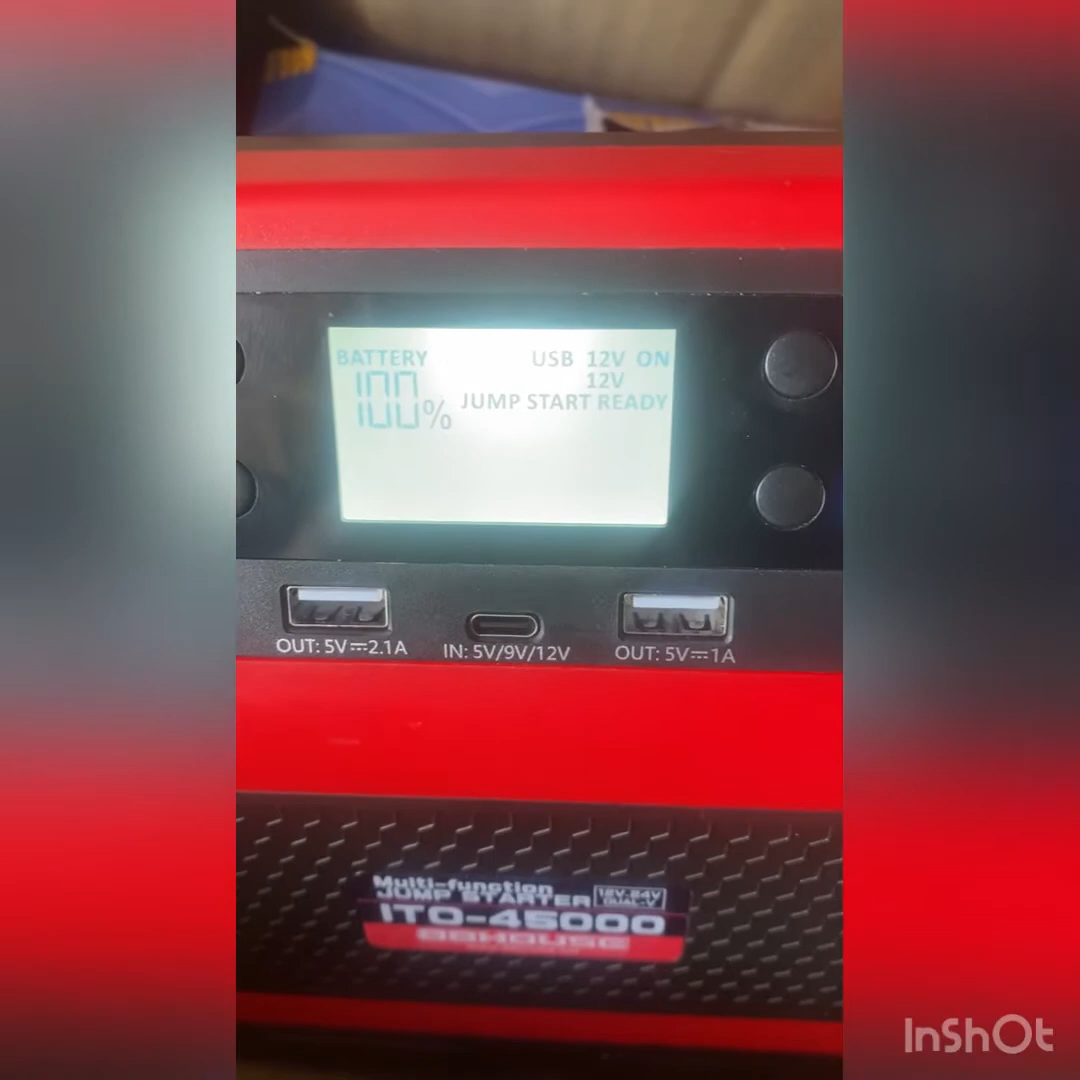 BATTERY USB 12V ON
100% 12V
JUMP START READY
OUT: 5V⎓2.1A IN: 5V/9V/12V OUT: 5V⎓1A
Multi-function
JUMP STARTER 12V-24V
DUAL-V
ITO-45000
InShOt